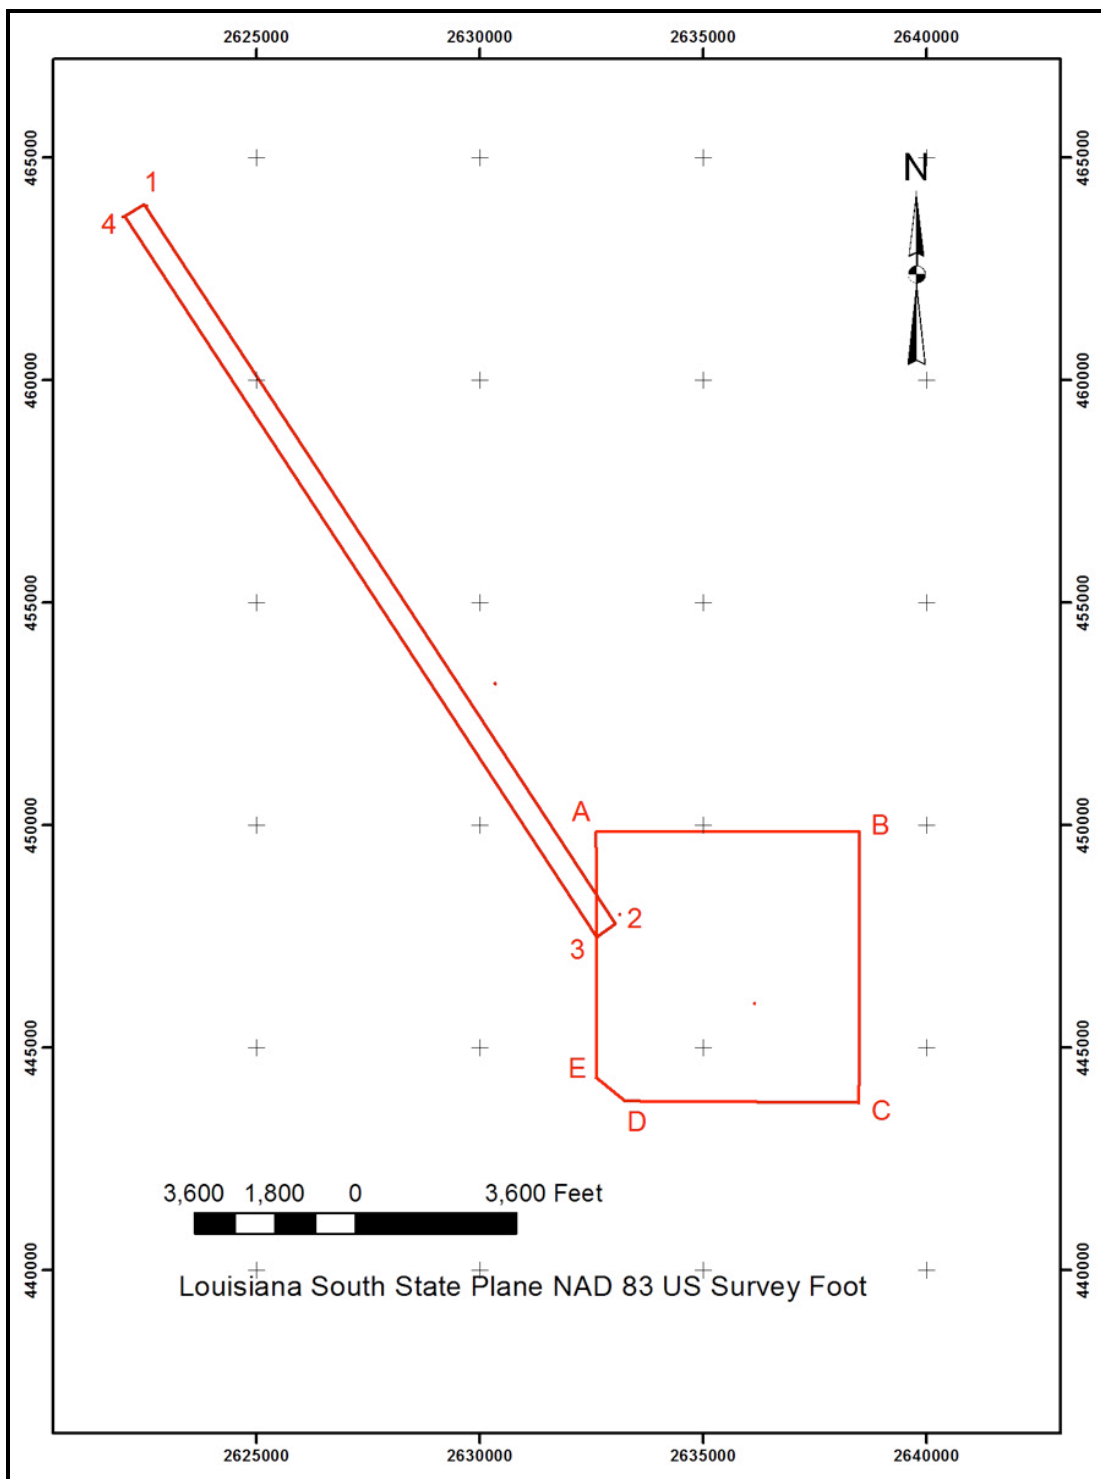 2625000 2630000 2635000 2640000
465000 465000
N
1
4
460000 460000
455000 455000
A
B
450000 450000
2
3
445000 445000
E
C
D
3,600 1,800 0 3,600 Feet
440000 440000
Louisiana South State Plane NAD 83 US Survey Foot
2625000 2630000 2635000 2640000